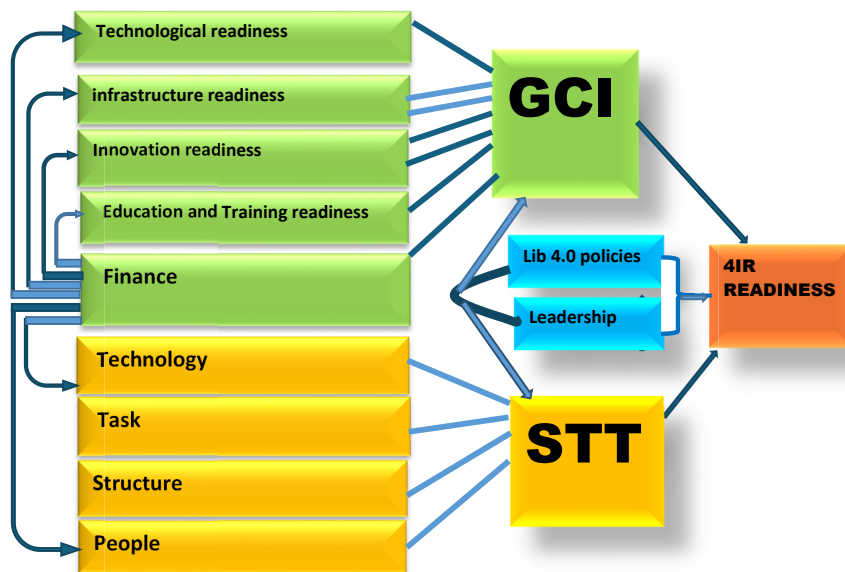 Technological readiness
infrastructure readiness
Innovation readiness
Education and Training readiness
Finance
Technology
Task
Structure
People
GCI
Lib 4.0 policies
Leadership
STT
4IR
READINESS